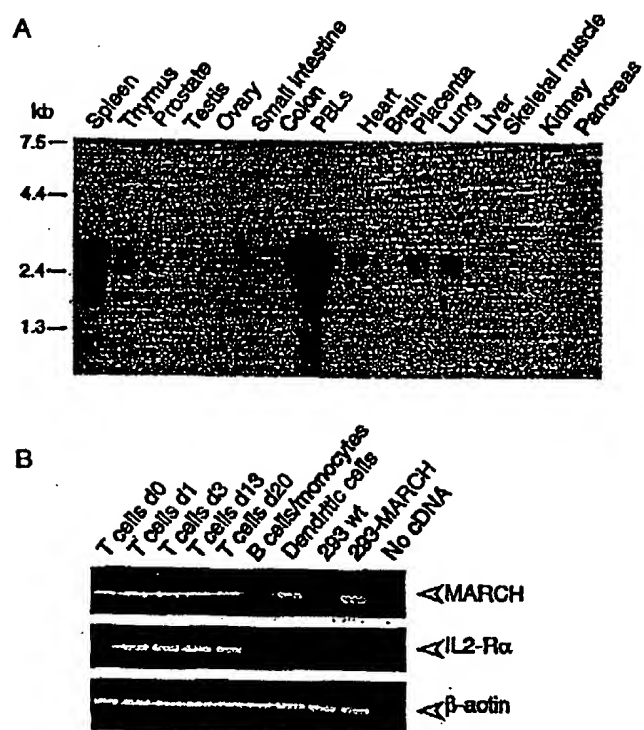 A
kb
Spleen
Thymus
Prostate
Testis
Ovary
Small intestine
Colon
PBLs
Heart
Brain
Placenta
Lung
Liver
Skeletal muscle
Kidney
Pancreas
7.5
4.4
2.4
1.3
B
T cells d0
T cells d1
T cells d3
T cells d13
T cells d20
B cells/monocytes
Dendritic cells
293 wt
293-MARCH
No cDNA
MARCH
IL2-Rα
β-actin